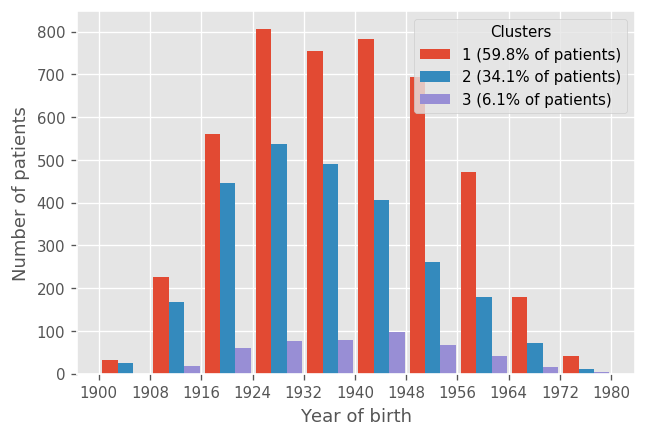 Clusters
1 (59.8% of patients)
2 (34.1% of patients)
3 (6.1% of patients)
Number of patients
800
700
600
500
400
300
200
100
0
1900 1908 1916 1924 1932 1940 1948 1956 1964 1972 1980
Year of birth